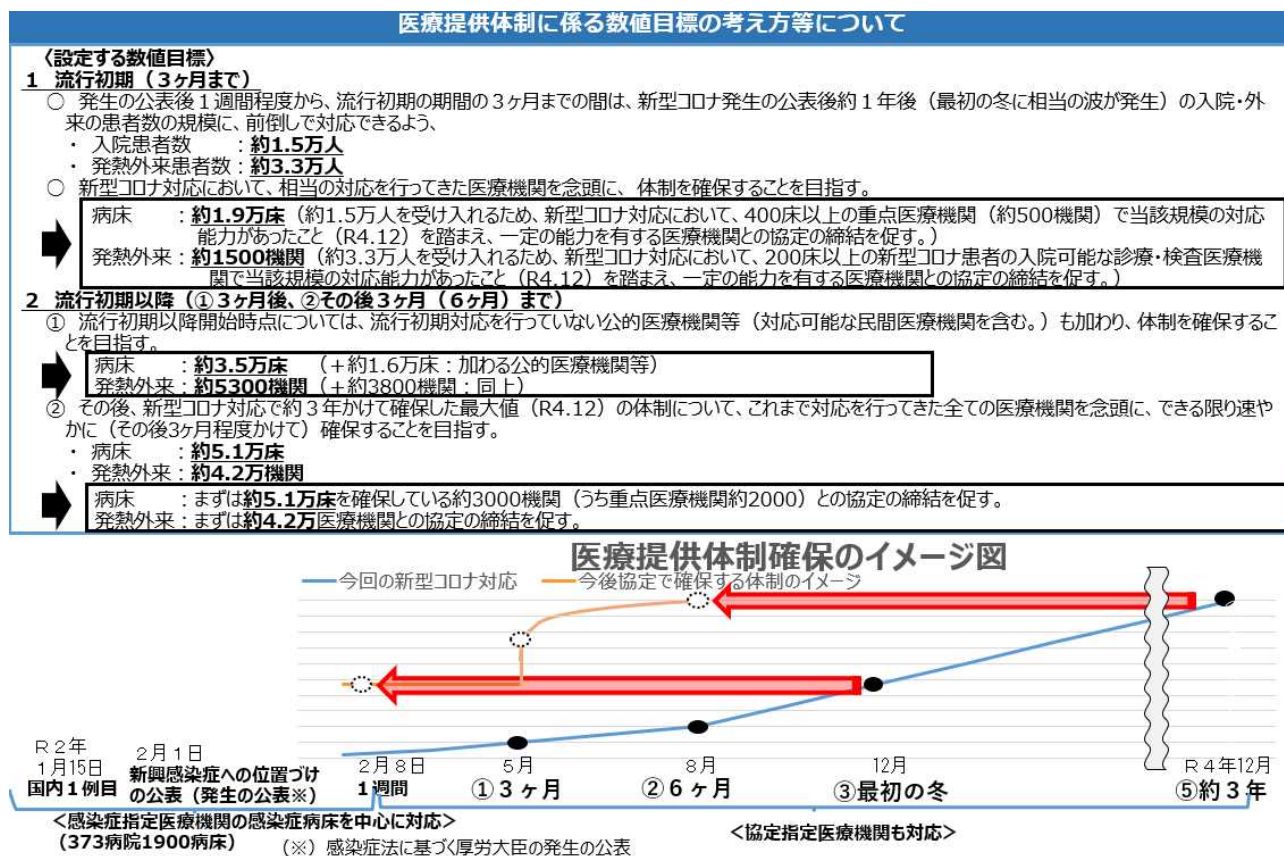 医療提供体制に係る数値目標の考え方等について
〈設定する数値目標〉
1 流行初期（3ヶ月まで）
○ 発生の公表後1週間程度から、流行初期の期間の3ヶ月までの間は、新型コロナ発生の公表後約1年後（最初の冬に相当の波が発生）の入院・外
来の患者数の規模に、前倒しで対応できるよう、
・ 入院患者数 ：約1.5万人
・ 発熱外来患者数：約3.3万人
○ 新型コロナ対応において、相当の対応を行ってきた医療機関を念頭に、体制を確保することを目指す。
病床 ：約1.9万床（約1.5万人を受け入れるため、新型コロナ対応において、400床以上の重点医療機関（約500機関）で当該規模の対応
能力があったこと（R4.12）を踏まえ、一定の能力を有する医療機関との協定の締結を促す。）
発熱外来：約1500機関（約3.3万人を受け入れるため、新型コロナ対応において、200床以上の新型コロナ患者の入院可能な診療・検査医療機
関で当該規模の対応能力があったこと（R4.12）を踏まえ、一定の能力を有する医療機関との協定の締結を促す。）
2 流行初期以降（①3ヶ月後、②その後3ヶ月（6ヶ月）まで）
① 流行初期以降開始時点については、流行初期対応を行っていない公的医療機関等（対応可能な民間医療機関を含む。）も加わり、体制を確保するこ
とを目指す。
病床 ：約3.5万床 （＋約1.6万床：加わる公的医療機関等）
発熱外来：約5300機関（＋約3800機関：同上）
② その後、新型コロナ対応で約3年かけて確保した最大値（R4.12）の体制について、これまで対応を行ってきた全ての医療機関を念頭に、できる限り速や
かに（その後3ヶ月程度かけて）確保することを目指す。
・ 病床 ：約5.1万床
・ 発熱外来：約4.2万機関
病床 ：まずは約5.1万床を確保している約3000機関（うち重点医療機関約2000）との協定の締結を促す。
発熱外来：まずは約4.2万医療機関との協定の締結を促す。
医療提供体制確保のイメージ図
今回の新型コロナ対応 今後協定で確保する体制のイメージ
R2年
1月15日
国内1例目
2月1日
新興感染症への位置づけ
の公表（発生の公表※）
2月8日
1週間
5月
①3ヶ月
8月
②6ヶ月
12月
③最初の冬
R4年12月
⑤約3年
＜感染症指定医療機関の感染症病床を中心に対応＞
（373病院1900病床）
（※）感染症法に基づく厚労大臣の発生の公表
＜協定指定医療機関も対応＞